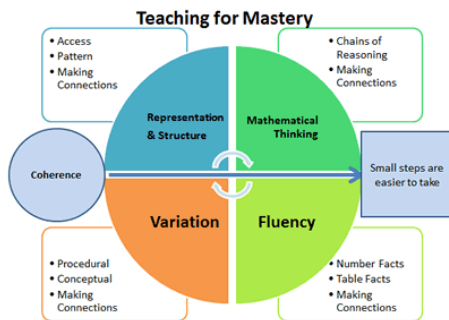 Teaching for Mastery
• Access
• Pattern
• Making
Connections
• Chains of
Reasoning
• Making
Connections
Representation
& Structure
Mathematical
Thinking
Coherence
Small steps are
easier to take
Variation
Fluency
• Procedural
• Conceptual
• Making
Connections
• Number Facts
• Table Facts
• Making
Connections